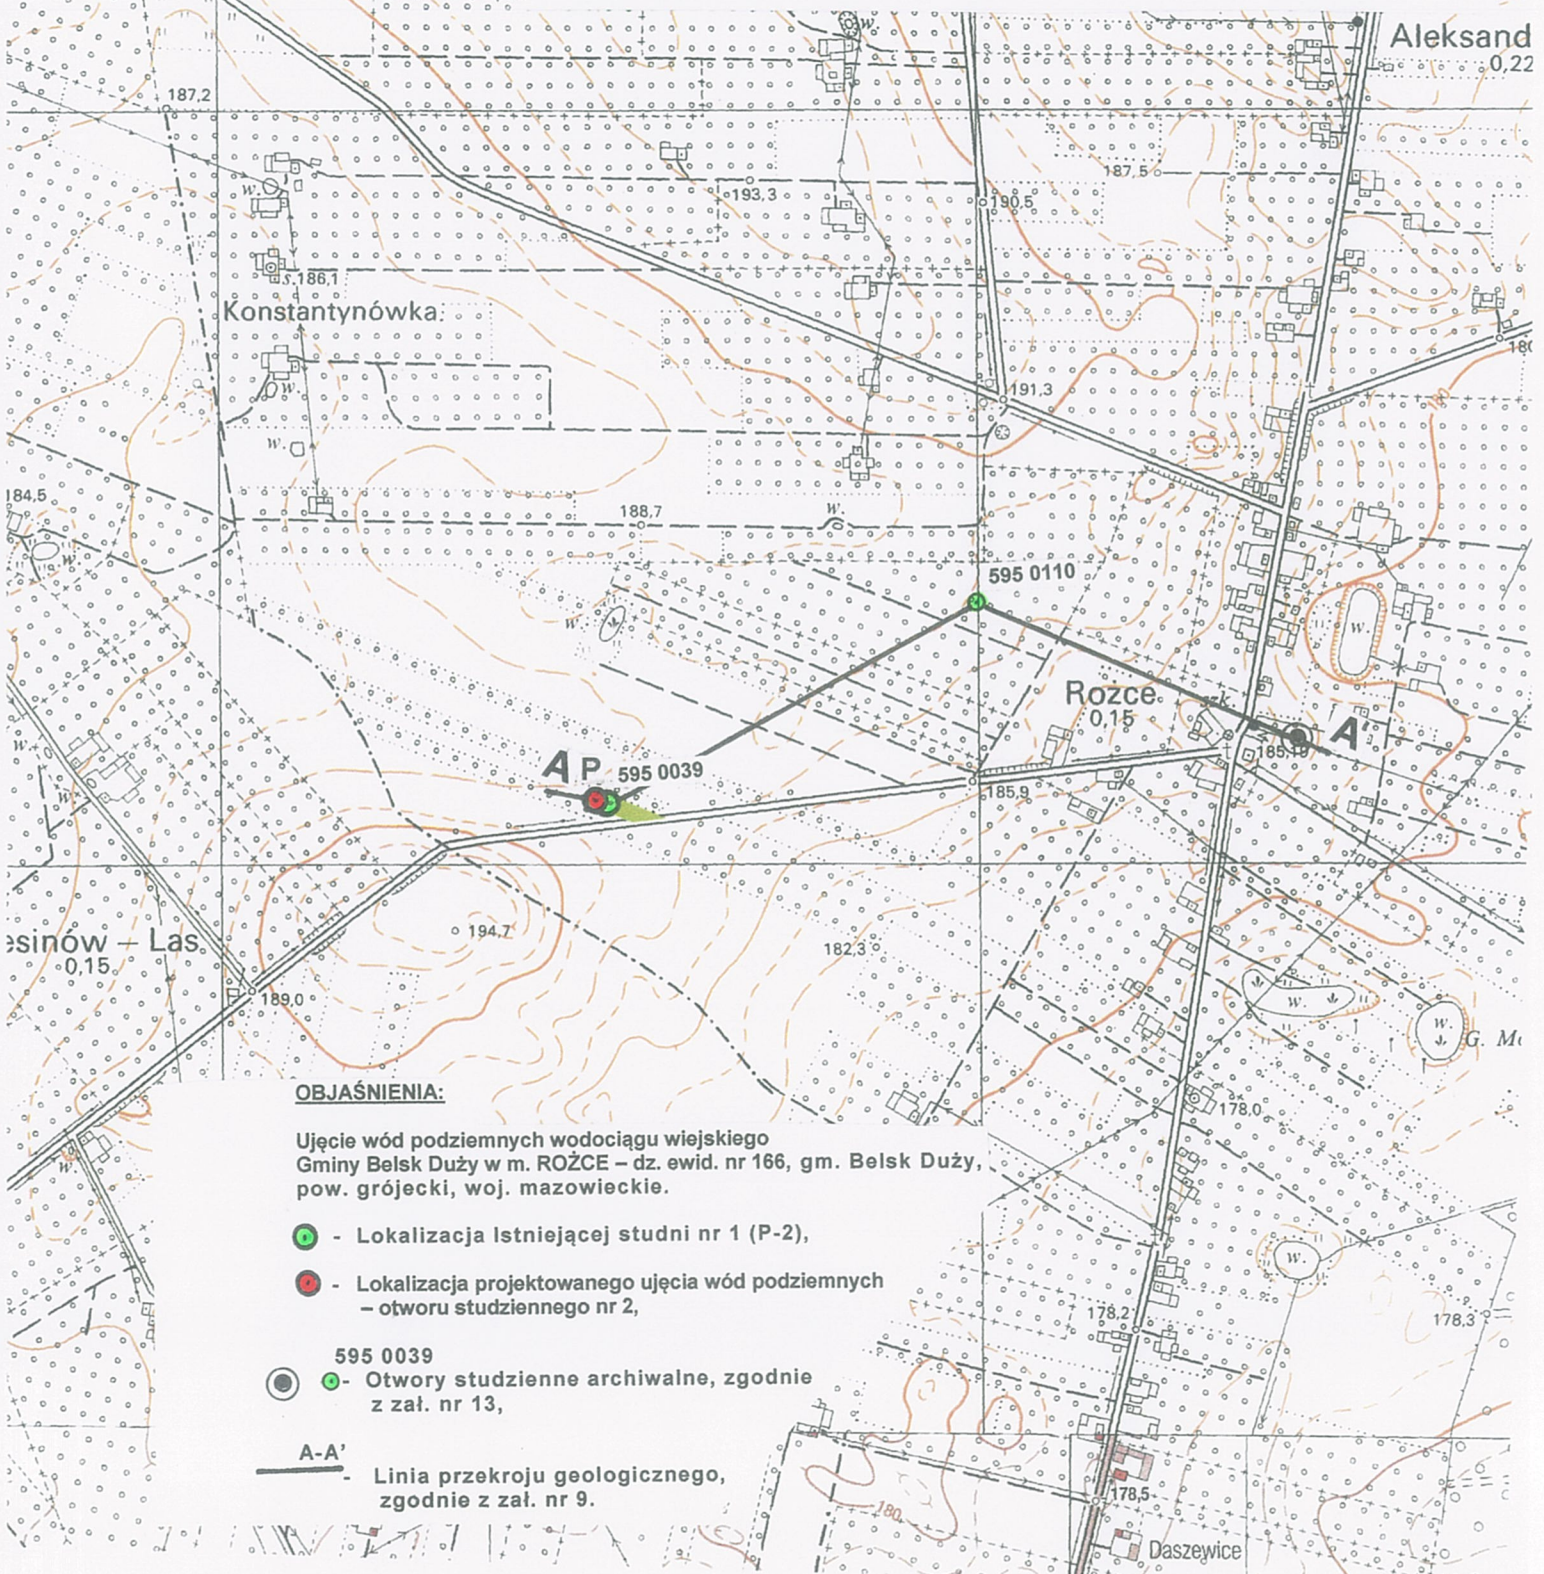 Aleksand
0,22
187,2
w.
193,3
190,5
187,5
w.
s.186,1
Konstantynówka
180
191,3
w.
w.
184,5
188,7
w.
w.
595 0110
w
w.
Rozce
0,15
szk.
A'
185,9
A P 595 0039
w
w
185,9
esinów – Las
0,15
194,7
182,3
189,0
w.
w.
G. Mo
178,0
w
OBJAŚNIENIA:
Ujęcie wód podziemnych wodociągu wiejskiego
Gminy Belsk Duży w m. ROŻCE – dz. ewid. nr 166, gm. Belsk Duży,
pow. grójecki, woj. mazowieckie.
- Lokalizacja Istniejącej studni nr 1 (P-2),
- Lokalizacja projektowanego ujęcia wód podziemnych
– otworu studziennego nr 2,
w.
178,2
178,3
595 0039
- Otwory studzienne archiwalne, zgodnie
z zał. nr 13,
A-A'
- Linia przekroju geologicznego,
zgodnie z zał. nr 9.
180
178,5
Daszewice